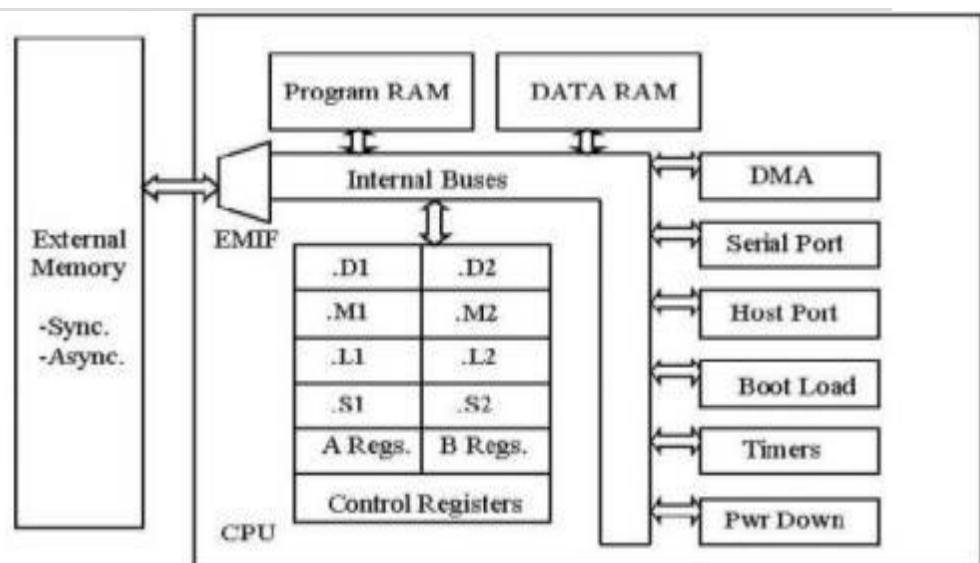 Program RAM
DATA RAM
Internal Buses
DMA
EMIF
Serial Port
External
Memory
-Sync.
-Async.
.D1
.D2
.M1
.M2
Host Port
.L1
.L2
Boot Load
.S1
.S2
A Regs.
B Regs.
Timers
Control Registers
CPU
Pwr Down